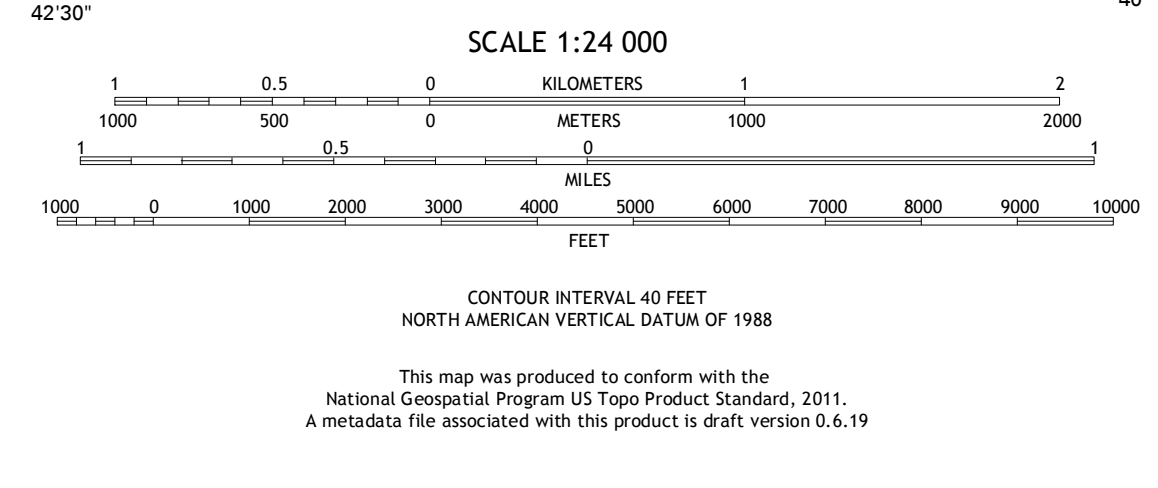 42'30"
SCALE 1:24 000
1 0.5 0 KILOMETERS 1 2
1000 500 0 METERS 1000 2000
1 0.5 0 1
MILES
1000 0 1000 2000 3000 4000 5000 6000 7000 8000 9000 10000
FEET
CONTOUR INTERVAL 40 FEET
NORTH AMERICAN VERTICAL DATUM OF 1988
This map was produced to conform with the
National Geospatial Program US Topo Product Standard, 2011.
A metadata file associated with this product is draft version 0.6.19